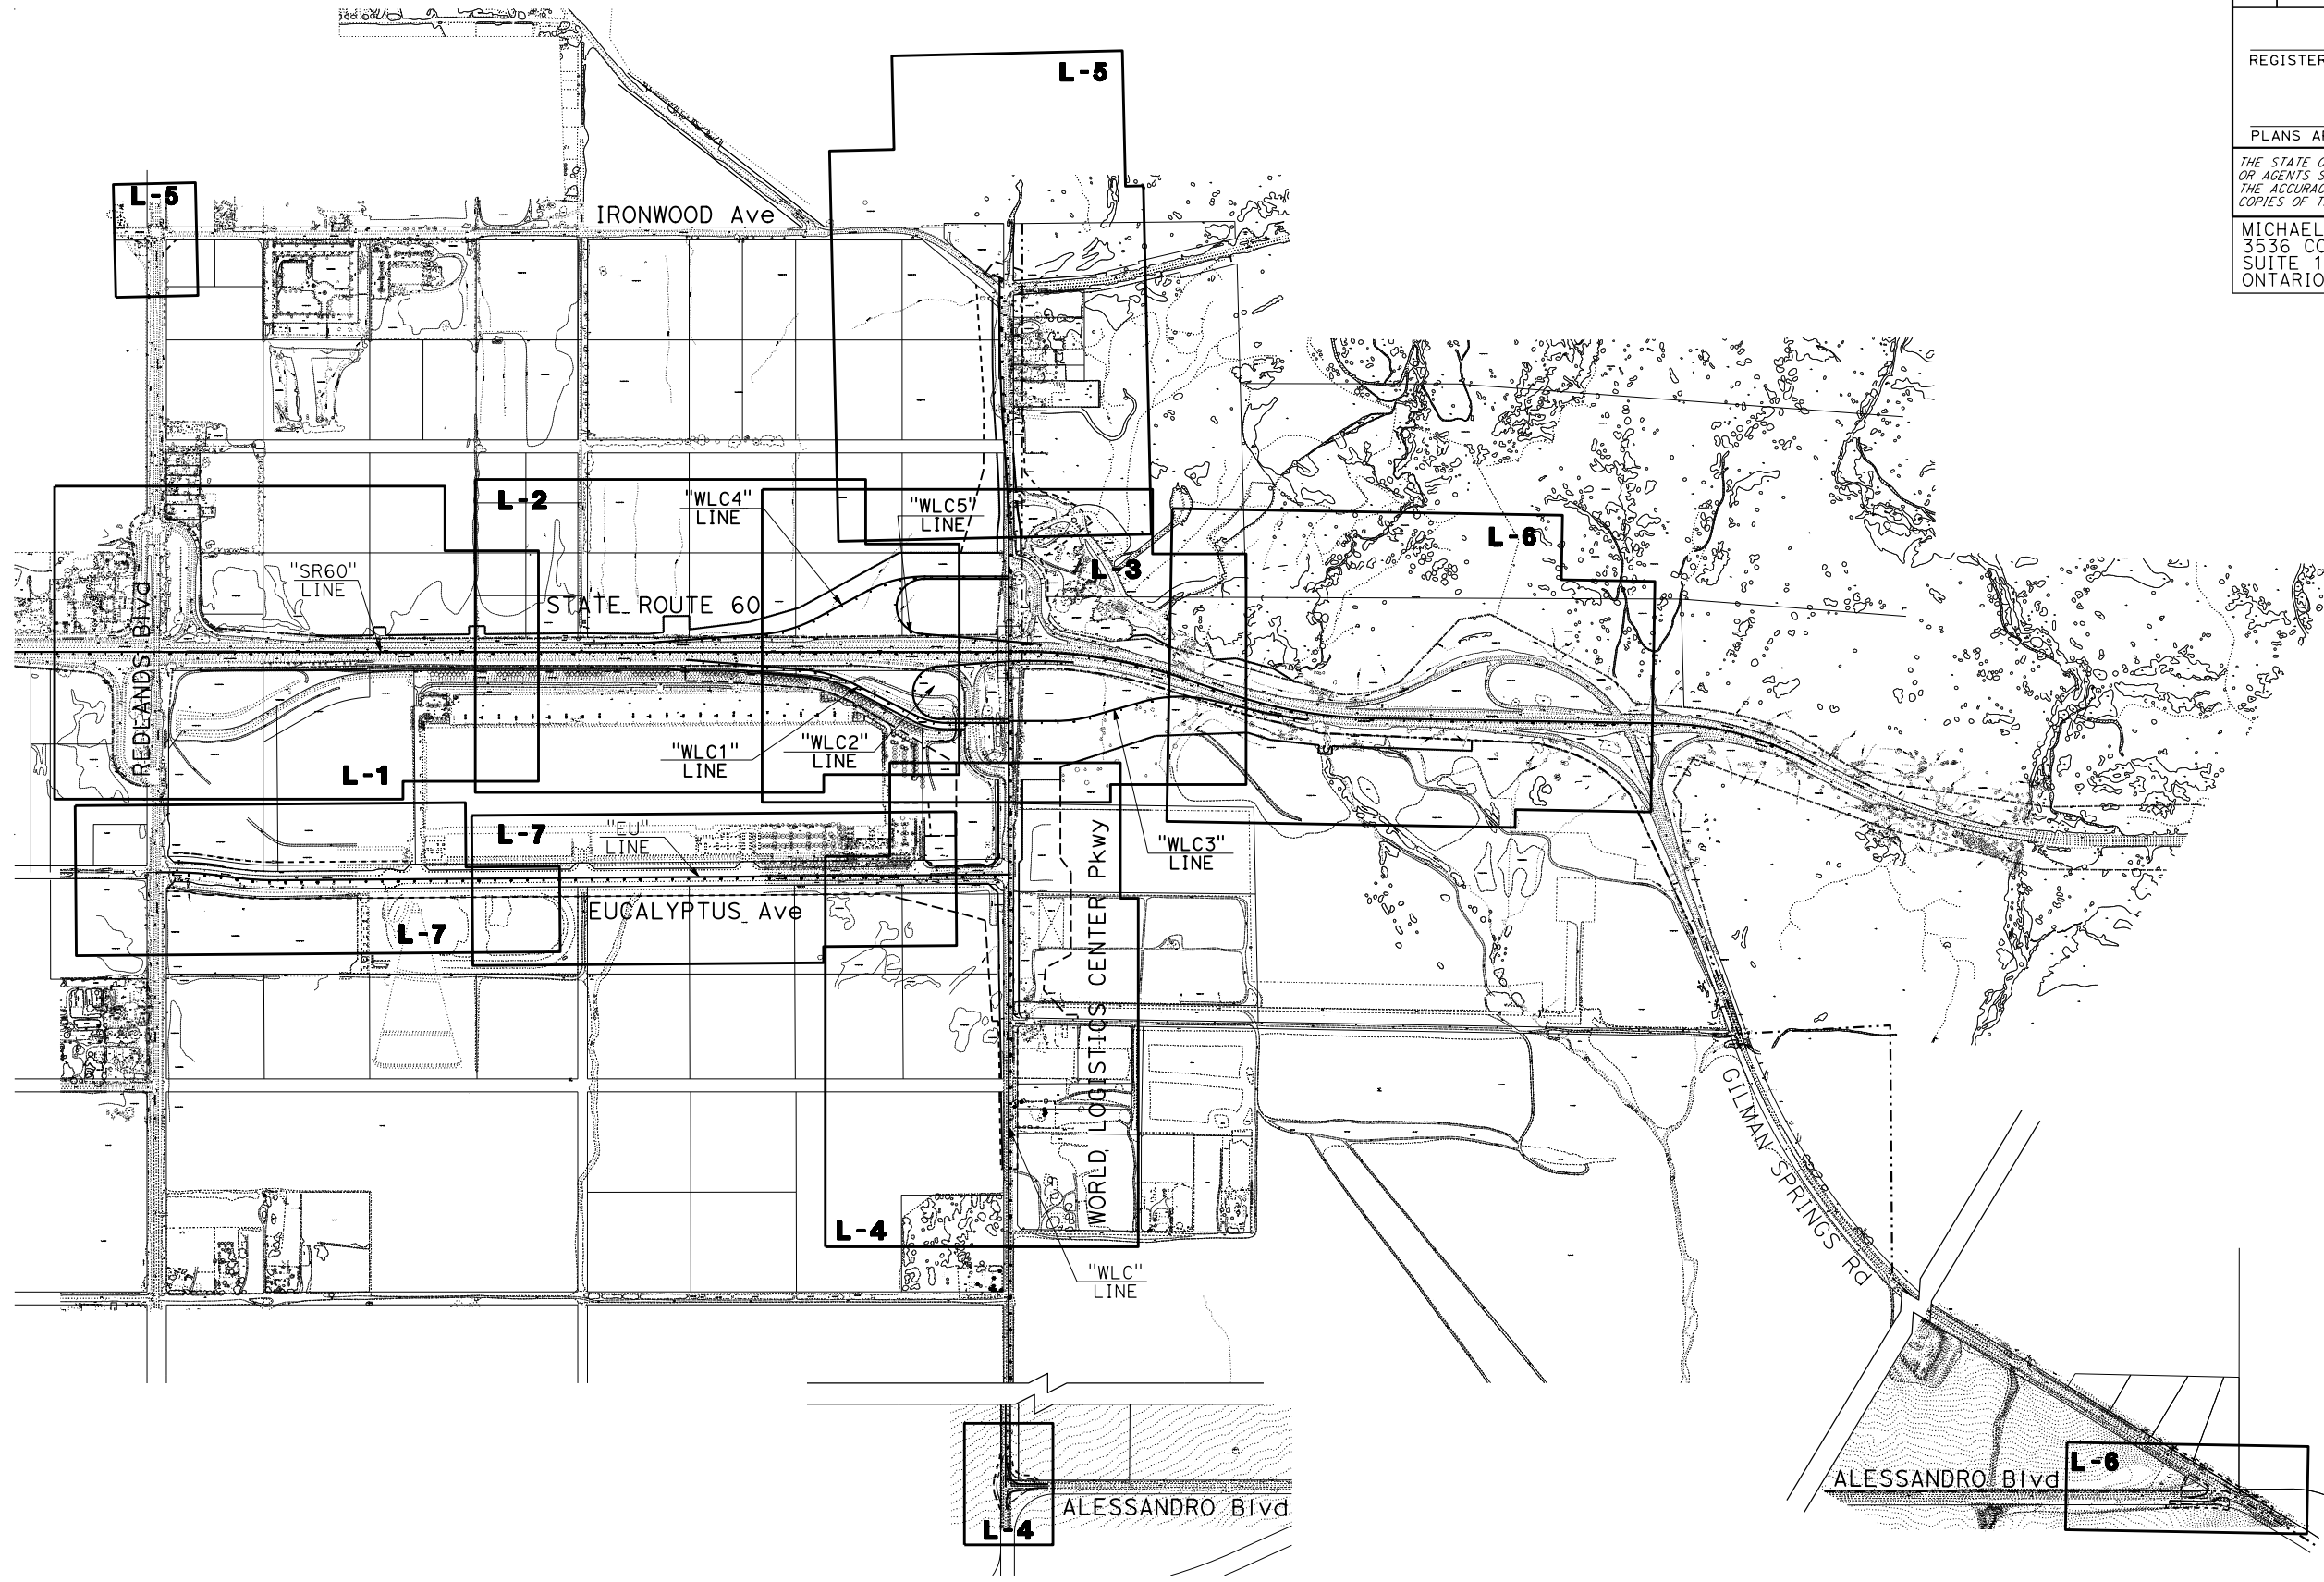 REGISTER
PLANS
THE STATE
OR AGENTS
THE
COPIES OF
MICHAEL
3536
SUITE 1
ONTARIO
L-5
L-5
IRONWOOD Ave
L-2
"WLC4"
LINE
"WLC5"
LINE
L-6
L-3
"SR60"
LINE
STATE ROUTE 60
REDLANDS Blvd
L-1
"WLC1"
LINE
"WLC2"
LINE
L-7
"EU"
LINE
"WLC3"
LINE
EUCALYPTUS Ave
L-7
WORLD LOGISTICS CENTER Pkwy
GILMAN SPRINGS Rd
L-4
"WLC"
LINE
L-6
ALESSANDRO Blvd
ALESSANDRO Blvd
L-4